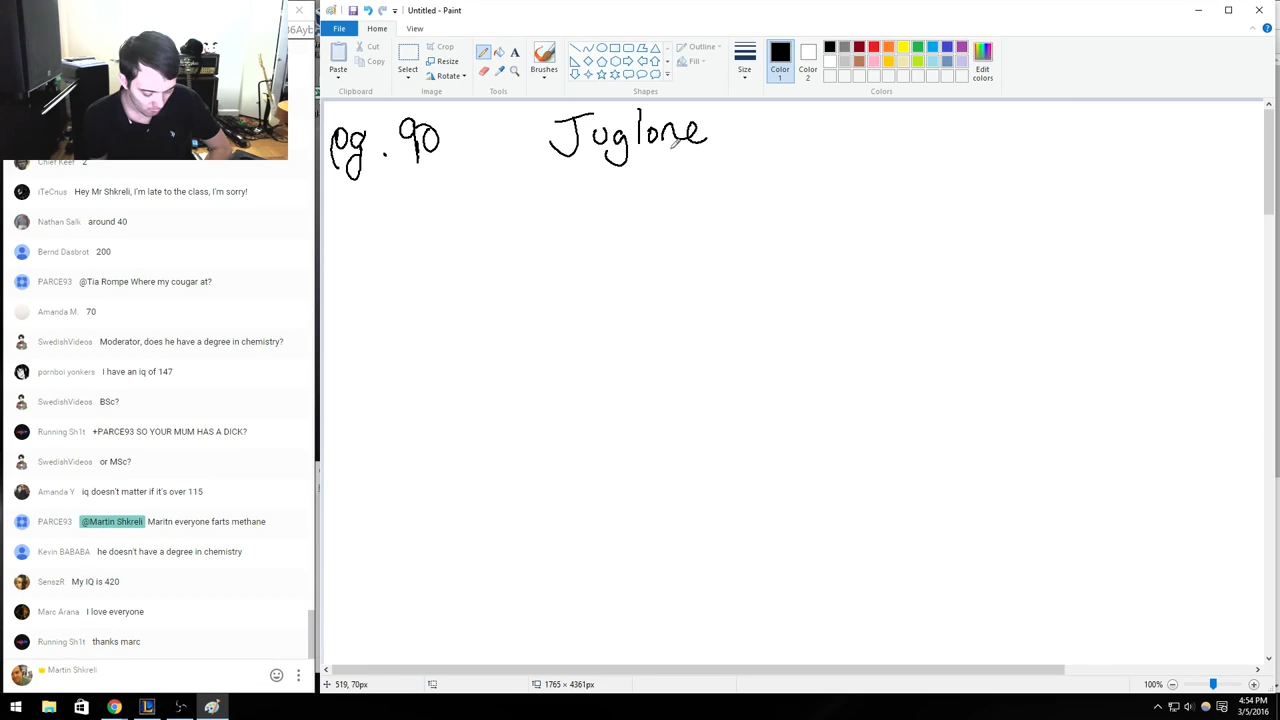 36Ayb
Untitled - Paint
File Home View
Paste Cut Copy
Clipboard
Select Crop Resize Rotate
Image
A
Tools
Brushes
Outline Fill
Shapes
Size
Color 1 Color 2
Edit colors
Colors
pg. 90 Juglone
Chief Keef 2
iTeCnus Hey Mr Shkreli, I'm late to the class, I'm sorry!
Nathan Salk around 40
Bernd Dasbrot 200
PARCE93 @Tia Rompe Where my cougar at?
Amanda M. 70
SwedishVideos Moderator, does he have a degree in chemistry?
pornboi yonkers I have an iq of 147
SwedishVideos BSc?
Running Sh1t +PARCE93 SO YOUR MUM HAS A DICK?
SwedishVideos or MSc?
Amanda Y iq doesn't matter if it's over 115
PARCE93 @Martin Shkreli Maritn everyone farts methane
Kevin BABABA he doesn't have a degree in chemistry
SenszR My IQ is 420
Marc Arana I love everyone
Running Sh1t thanks marc
Martin Shkreli
519, 70px 1765 × 4361px 100%
4:54 PM
3/5/2016